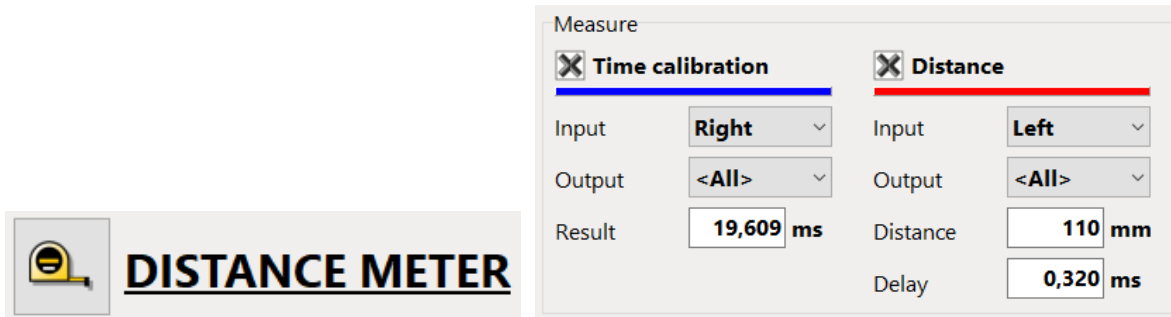 DISTANCE METER
Measure
Time calibration
Input Right
Output <All>
Result 19,609 ms
Distance
Input Left
Output <All>
Distance 110 mm
Delay 0,320 ms